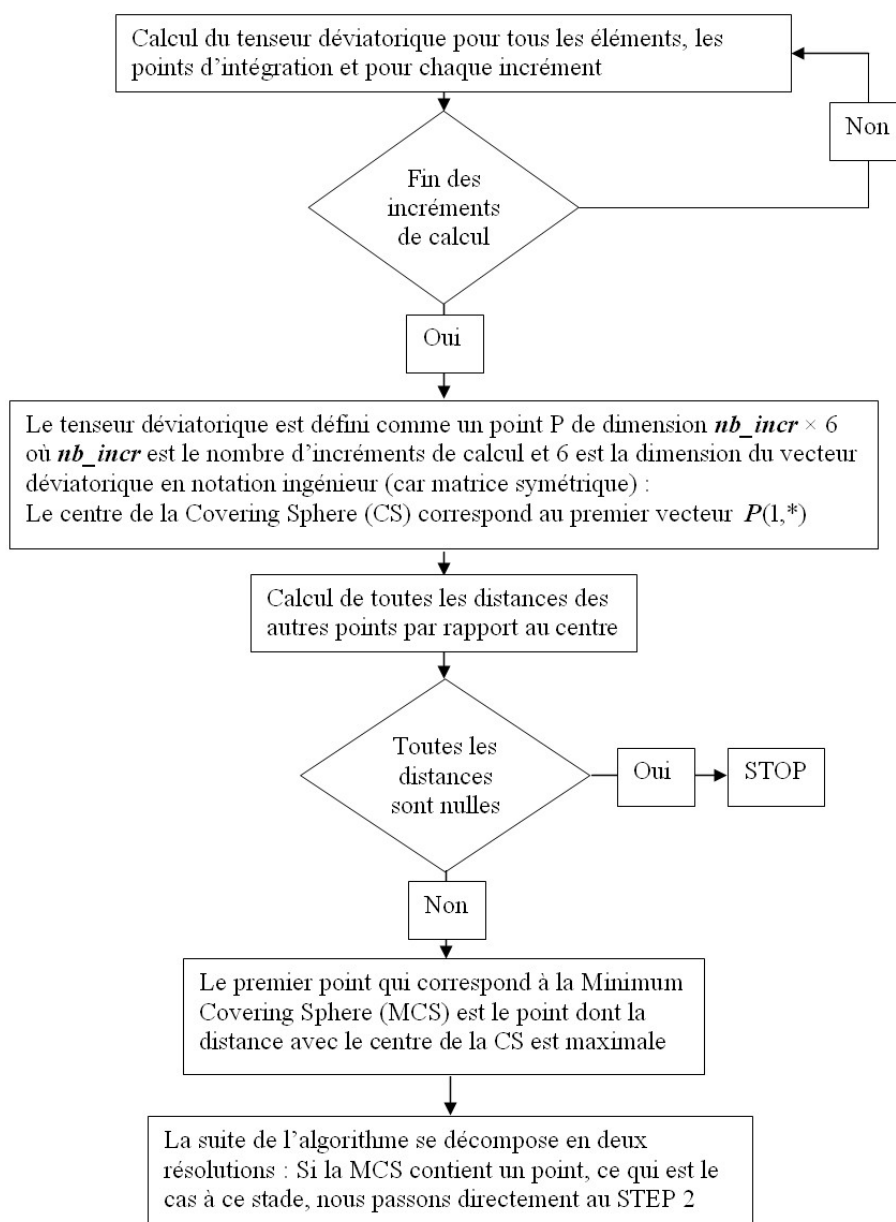 Calcul du tenseur déviatorique pour tous les éléments, les
points d'intégration et pour chaque incrément
Non
Fin des
incréments
de calcul
Oui
Le tenseur déviatorique est défini comme un point P de dimension nb_incr × 6
où nb_incr est le nombre d'incréments de calcul et 6 est la dimension du vecteur
déviatorique en notation ingénieur (car matrice symétrique) :
Le centre de la Covering Sphere (CS) correspond au premier vecteur P(1,*)
Calcul de toutes les distances des
autres points par rapport au centre
Toutes les
distances
sont nulles
Oui
STOP
Non
Le premier point qui correspond à la Minimum
Covering Sphere (MCS) est le point dont la
distance avec le centre de la CS est maximale
La suite de l'algorithme se décompose en deux
résolutions : Si la MCS contient un point, ce qui est le
cas à ce stade, nous passons directement au STEP 2